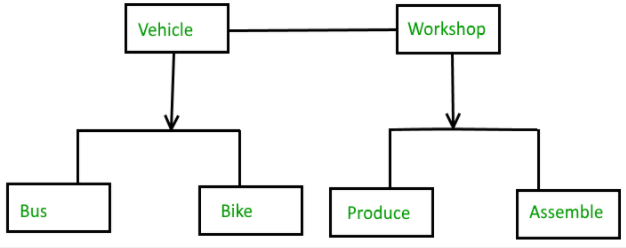 Vehicle
Workshop
Bus
Bike
Produce
Assemble